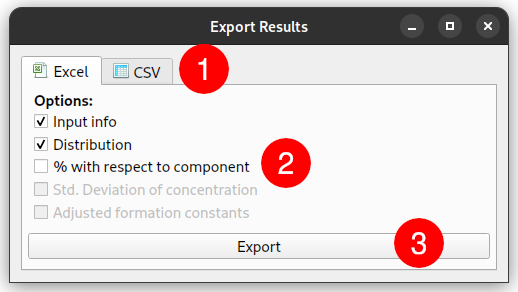 Export Results
Excel
CSV
1
Options:
Input info
Distribution
% with respect to component
2
Std. Deviation of concentration
Adjusted formation constants
Export
3